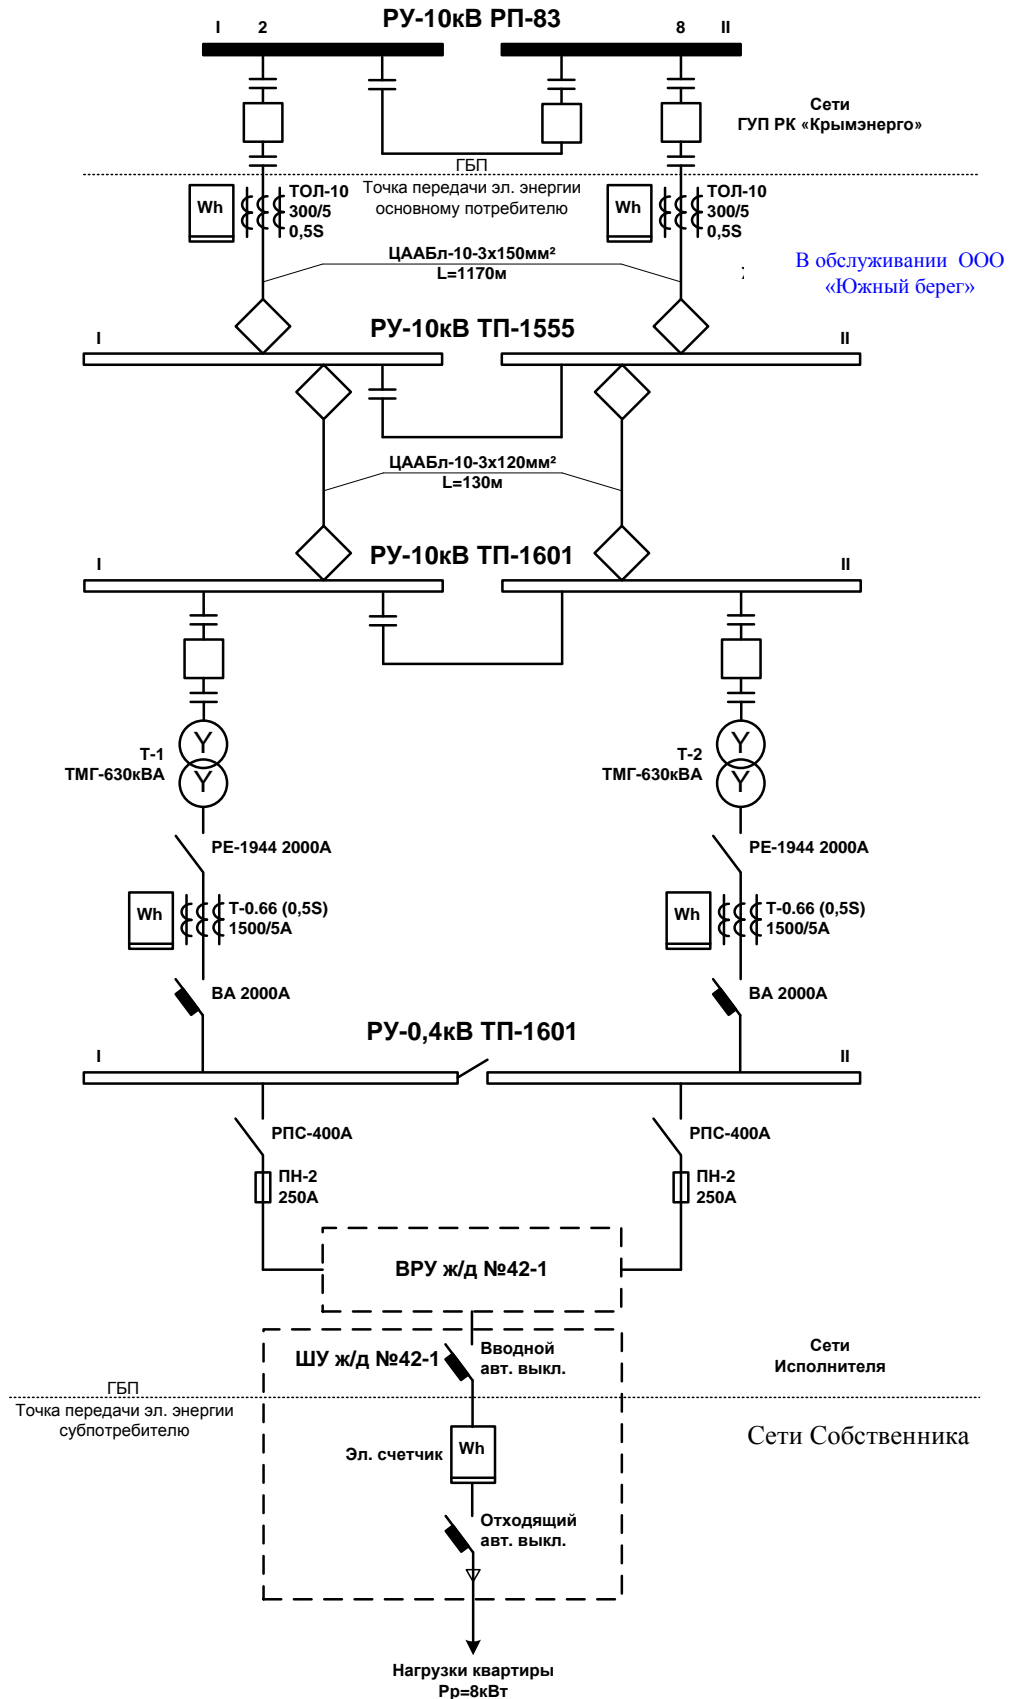 РУ-10кВ РП-83
I 2 8 II
Сети
ГУП РК «Крымэнерго»
ГБП
Точка передачи эл. энергии
основному потребителю
Wh
ТОЛ-10
300/5
0,5S
Wh
ТОЛ-10
300/5
0,5S
ЦААБл-10-3х150мм²
L=1170м
В обслуживании ООО
«Южный берег»
РУ-10кВ ТП-1555
I II
ЦААБл-10-3х120мм²
L=130м
РУ-10кВ ТП-1601
I II
Y
Y
Т-1
ТМГ-630кВА
Y
Y
Т-2
ТМГ-630кВА
РЕ-1944 2000А
РЕ-1944 2000А
Wh
Т-0.66 (0,5S)
1500/5А
Wh
Т-0.66 (0,5S)
1500/5А
ВА 2000А
ВА 2000А
РУ-0,4кВ ТП-1601
I II
РПС-400А
РПС-400А
ПН-2
250А
ПН-2
250А
ВРУ ж/д №42-1
ШУ ж/д №42-1
Вводной
авт. выкл.
Сети
Исполнителя
ГБП
Точка передачи эл. энергии
субпотребителю
Сети Собственника
Эл. счетчик
Wh
Отходящий
авт. выкл.
Нагрузки квартиры
Рр=8кВт